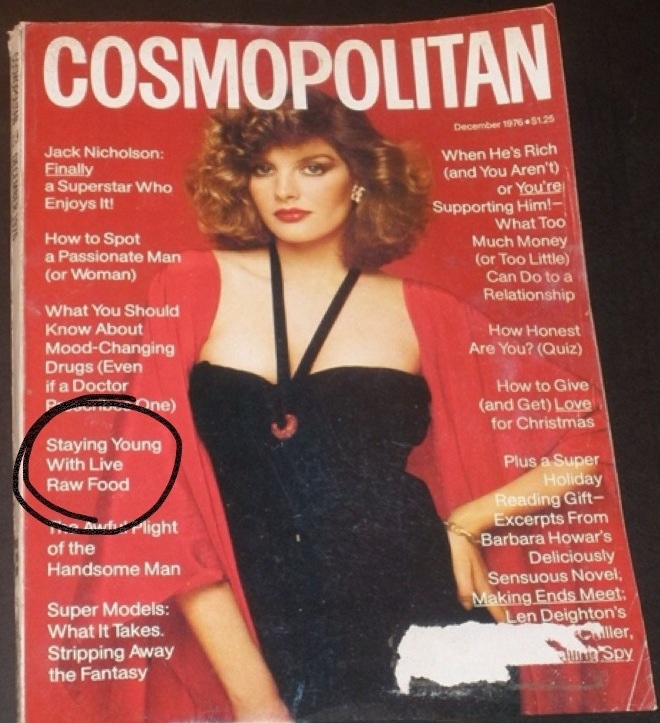 COSMOPOLITAN
December 1976 • $1.25
Jack Nicholson:
Finally
a Superstar Who
Enjoys It!
How to Spot
a Passionate Man
(or Woman)
What You Should
Know About
Mood-Changing
Drugs (Even
if a Doctor
Prescribes One)
Staying Young
With Live
Raw Food
The Awful Plight
of the
Handsome Man
Super Models:
What It Takes.
Stripping Away
the Fantasy
When He's Rich
(and You Aren't)
or You're
Supporting Him!—
What Too
Much Money
(or Too Little)
Can Do to a
Relationship
How Honest
Are You? (Quiz)
How to Give
(and Get) Love
for Christmas
Plus a Super
Holiday
Reading Gift—
Excerpts From
Barbara Howar's
Deliciously
Sensuous Novel,
Making Ends Meet;
Len Deighton's
Spy